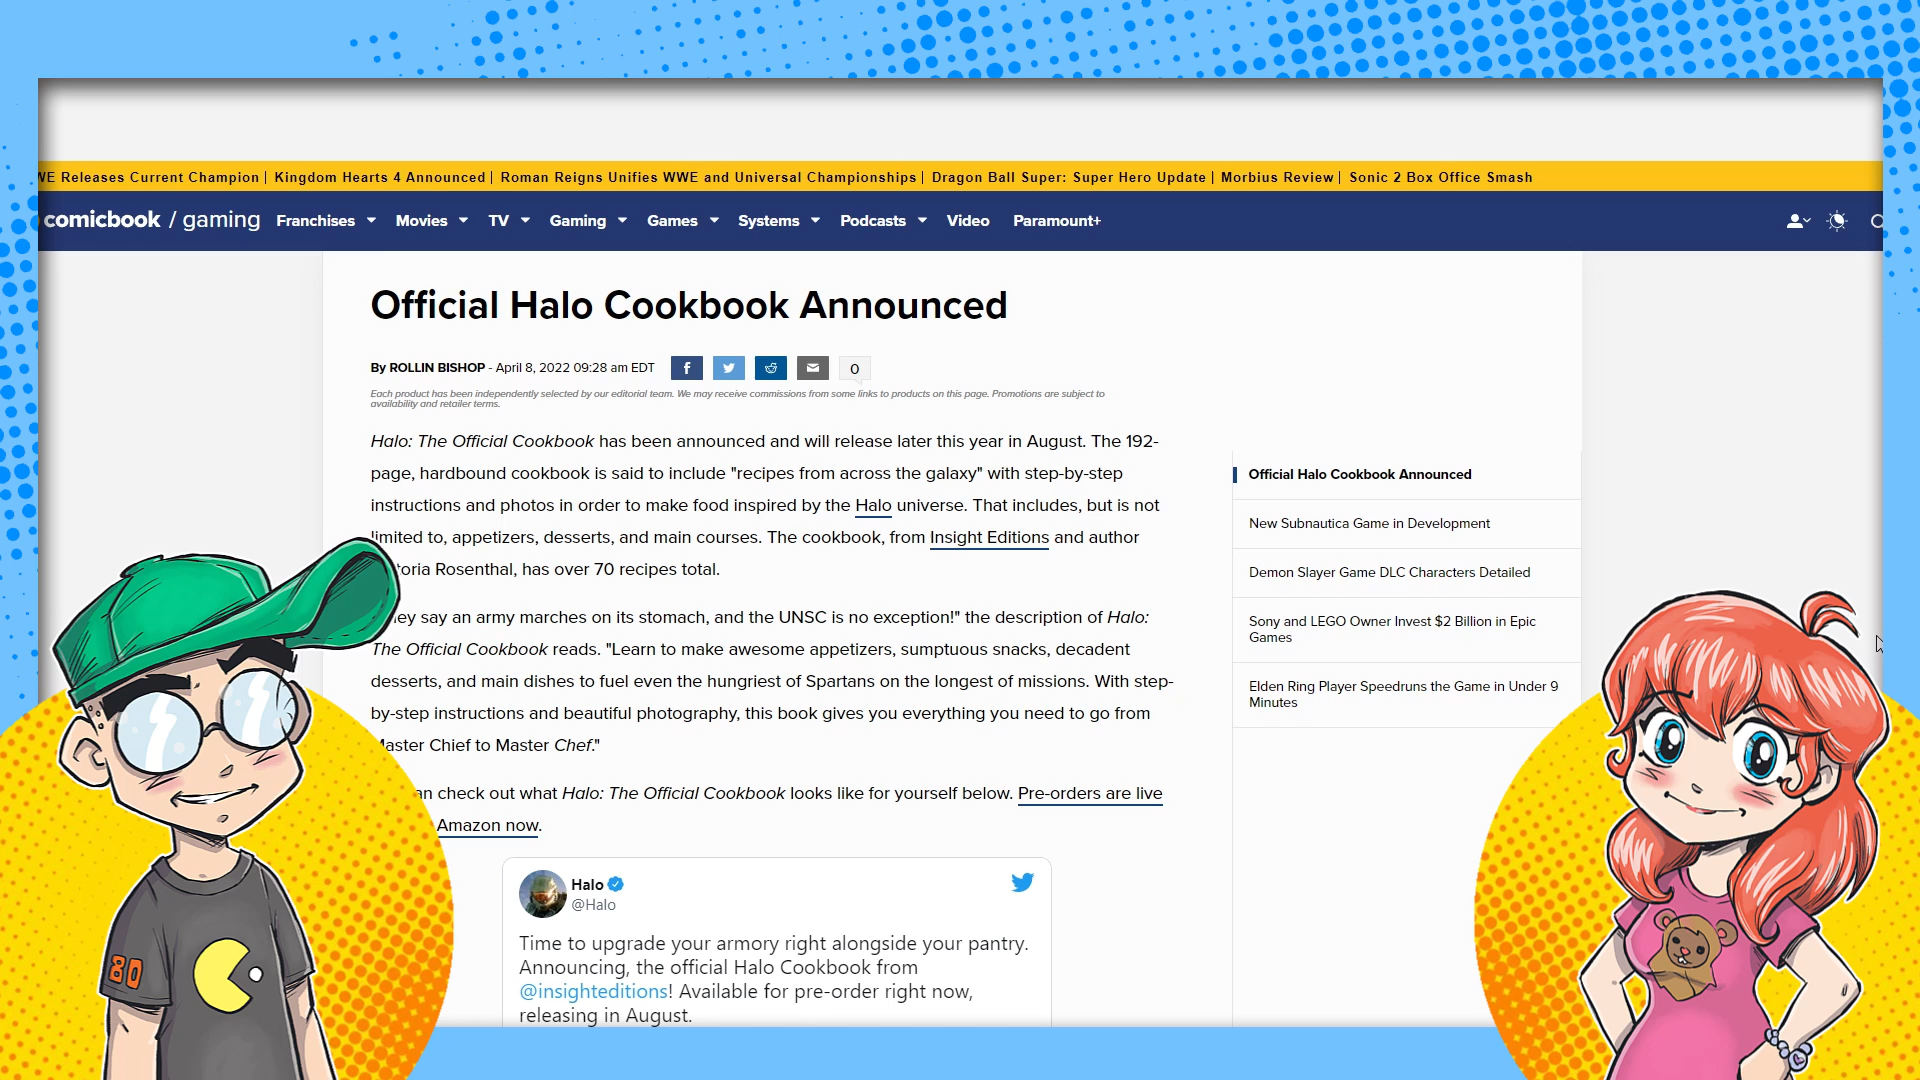 WE Releases Current Champion | Kingdom Hearts 4 Announced | Roman Reigns Unifies WWE and Universal Championships | Dragon Ball Super: Super Hero Update | Morbius Review | Sonic 2 Box Office Smash
comicbook / gaming Franchises Movies TV Gaming Games Systems Podcasts Video Paramount+
Official Halo Cookbook Announced
By ROLLIN BISHOP - April 8, 2022 09:28 am EDT f 0
Each product has been independently selected by our editorial team. We may receive commissions from some links to products on this page. Promotions are subject to
availability and retailer terms.
Halo: The Official Cookbook has been announced and will release later this year in August. The 192-
page, hardbound cookbook is said to include "recipes from across the galaxy" with step-by-step
instructions and photos in order to make food inspired by the Halo universe. That includes, but is not
limited to, appetizers, desserts, and main courses. The cookbook, from Insight Editions and author
toria Rosenthal, has over 70 recipes total.
ey say an army marches on its stomach, and the UNSC is no exception!" the description of Halo:
The Official Cookbook reads. "Learn to make awesome appetizers, sumptuous snacks, decadent
desserts, and main dishes to fuel even the hungriest of Spartans on the longest of missions. With step-
by-step instructions and beautiful photography, this book gives you everything you need to go from
Master Chief to Master Chef."
an check out what Halo: The Official Cookbook looks like for yourself below. Pre-orders are live
Amazon now.
Halo
@Halo
Time to upgrade your armory right alongside your pantry.
Announcing, the official Halo Cookbook from
@insighteditions! Available for pre-order right now,
releasing in August.
Official Halo Cookbook Announced
New Subnautica Game in Development
Demon Slayer Game DLC Characters Detailed
Sony and LEGO Owner Invest $2 Billion in Epic
Games
Elden Ring Player Speedruns the Game in Under 9
Minutes
80